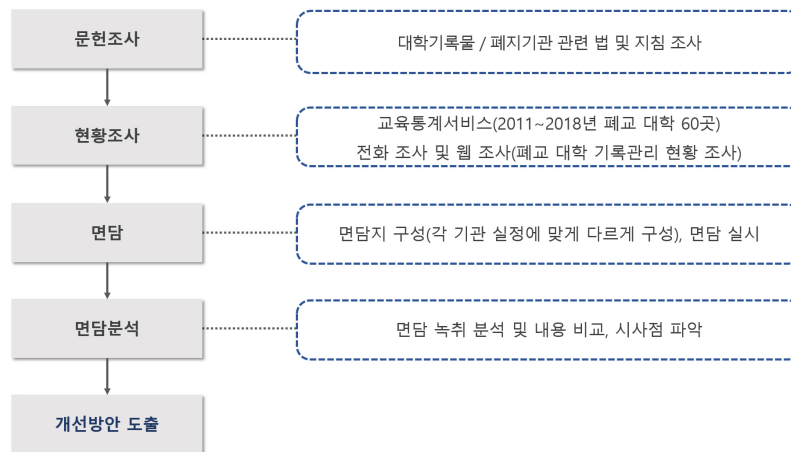 문헌조사
대학기록물 / 폐지기관 관련 법 및 지침 조사
현황조사
교육통계서비스(2011~2018년 폐교 대학 60곳)
전화 조사 및 웹 조사(폐교 대학 기록관리 현황 조사)
면담
면담지 구성(각 기관 실정에 맞게 다르게 구성), 면담 실시
면담분석
면담 녹취 분석 및 내용 비교, 시사점 파악
개선방안 도출